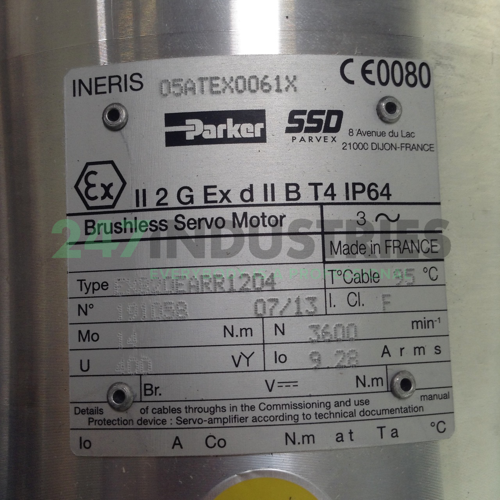 INERIS 05ATEX0061X CE0080
Parker SSD PARVEX
8 Avenue du Lac
21000 DIJON-FRANCE
Ex II 2 G Ex d II B T4 IP64
Brushless Servo Motor 3 ~
247INDUSTRIES
Made in FRANCE
Type T°Cable 95 °C
N° 07/13 I. Cl. F
Mo 14 N.m N 3600 min-1
U VY Io 9.28 Arms
Br. V N.m
Details of cables throughs in the Commissioning and use manual
Protection device : Servo-amplifier according to technical documentation
Io A Co N.m at Ta °C